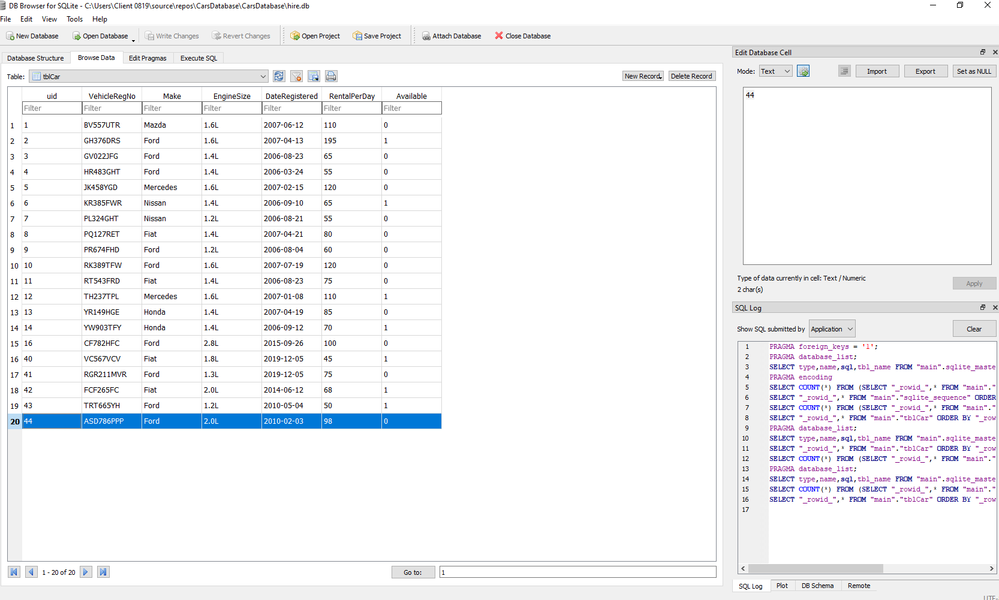 DB Browser for SQLite - C:\Users\Client 0819\source\repos\CarsDatabase\CarsDatabase\hire.db
File Edit View Tools Help
New Database Open Database Write Changes Revert Changes Open Project Save Project Attach Database Close Database
Database Structure Browse Data Edit Pragmas Execute SQL
Table: tblCar New Record Delete Record
uid VehicleRegNo Make EngineSize DateRegistered RentalPerDay Available
Filter Filter Filter Filter Filter Filter Filter
1 1 BV557UTR Mazda 1.6L 2007-06-12 110 0
2 2 GH376DRS Ford 1.6L 2007-04-13 195 1
3 3 GV022JFG Ford 1.4L 2006-08-23 65 0
4 4 HR483GHT Ford 1.4L 2006-03-24 55 0
5 5 JK458YGD Mercedes 1.6L 2007-02-15 120 0
6 6 KR385FWR Nissan 1.4L 2006-09-10 65 1
7 7 PL324GHT Nissan 1.2L 2006-08-21 55 0
8 8 PQ127RET Fiat 1.4L 2007-04-21 80 0
9 9 PR674FHD Ford 1.2L 2006-08-04 60 0
10 10 RK389TFW Ford 1.6L 2007-07-19 120 0
11 11 RT543FRD Fiat 1.4L 2006-08-23 75 0
12 12 TH237TPL Mercedes 1.6L 2007-01-08 110 1
13 13 YR149HGE Honda 1.4L 2007-04-19 85 0
14 14 YW903TFY Honda 1.4L 2006-09-12 70 1
15 16 CF782HFC Ford 2.8L 2015-09-26 100 0
16 40 VC567VCV Fiat 1.8L 2019-12-05 45 1
17 41 RGR211MVR Ford 1.3L 2019-12-05 75 0
18 42 FCF265FC Fiat 2.0L 2014-06-12 68 1
19 43 TRT665YH Ford 1.2L 2010-05-04 50 1
20 44 ASD786PPP Ford 2.0L 2010-02-03 98 0
1 - 20 of 20 Go to: 1
Edit Database Cell
Mode: Text Import Export Set as NULL
44
Type of data currently in cell: Text / Numeric
2 char(s)
Apply
SQL Log
Show SQL submitted by Application Clear
1 PRAGMA foreign_keys = '1';
2 PRAGMA database_list;
3 SELECT type,name,sql,tbl_name FROM "main".sqlite_maste
4 PRAGMA encoding
5 SELECT COUNT(*) FROM (SELECT "_rowid_",* FROM "main"."
6 SELECT "_rowid_",* FROM "main"."sqlite_sequence" ORDER
7 SELECT COUNT(*) FROM (SELECT "_rowid_",* FROM "main"."
8 SELECT "_rowid_",* FROM "main"."tblCar" ORDER BY "_row
9 PRAGMA database_list;
10 SELECT type,name,sql,tbl_name FROM "main".sqlite_maste
11 SELECT "_rowid_",* FROM "main"."tblCar" ORDER BY "_row
12 SELECT COUNT(*) FROM (SELECT "_rowid_",* FROM "main"."
13 PRAGMA database_list;
14 SELECT type,name,sql,tbl_name FROM "main".sqlite_maste
15 SELECT COUNT(*) FROM (SELECT "_rowid_",* FROM "main"."
16 SELECT "_rowid_",* FROM "main"."tblCar" ORDER BY "_row
17
SQL Log Plot DB Schema Remote
UTF-